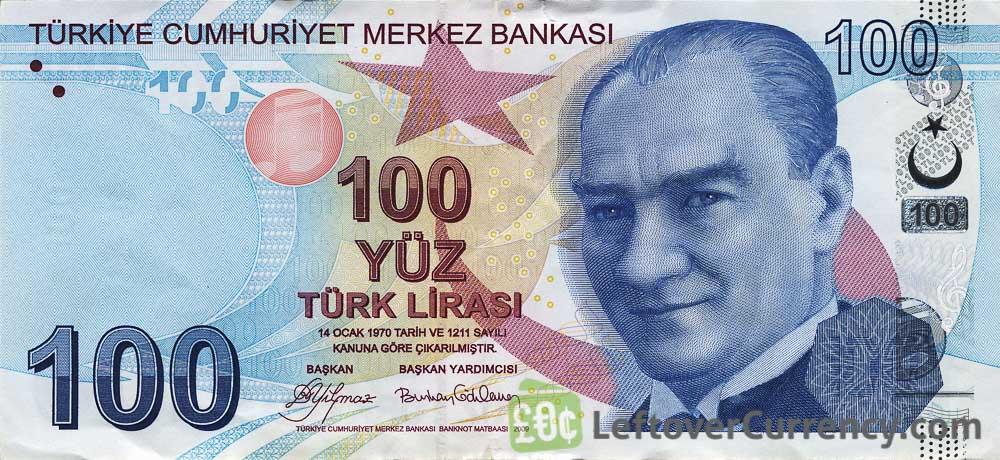 TÜRKİYE CUMHURİYET MERKEZ BANKASI
100
100
100
YÜZ
TÜRK LİRASI
100
14 OCAK 1970 TARİH VE 1211 SAYILI
KANUNA GÖRE ÇIKARILMIŞTIR.
BAŞKAN BAŞKAN YARDIMCISI
100
TÜRKİYE CUMHURİYET MERKEZ BANKASI BANKNOT MATBAASI 2009
£0¢ LeftoverCurrency.com